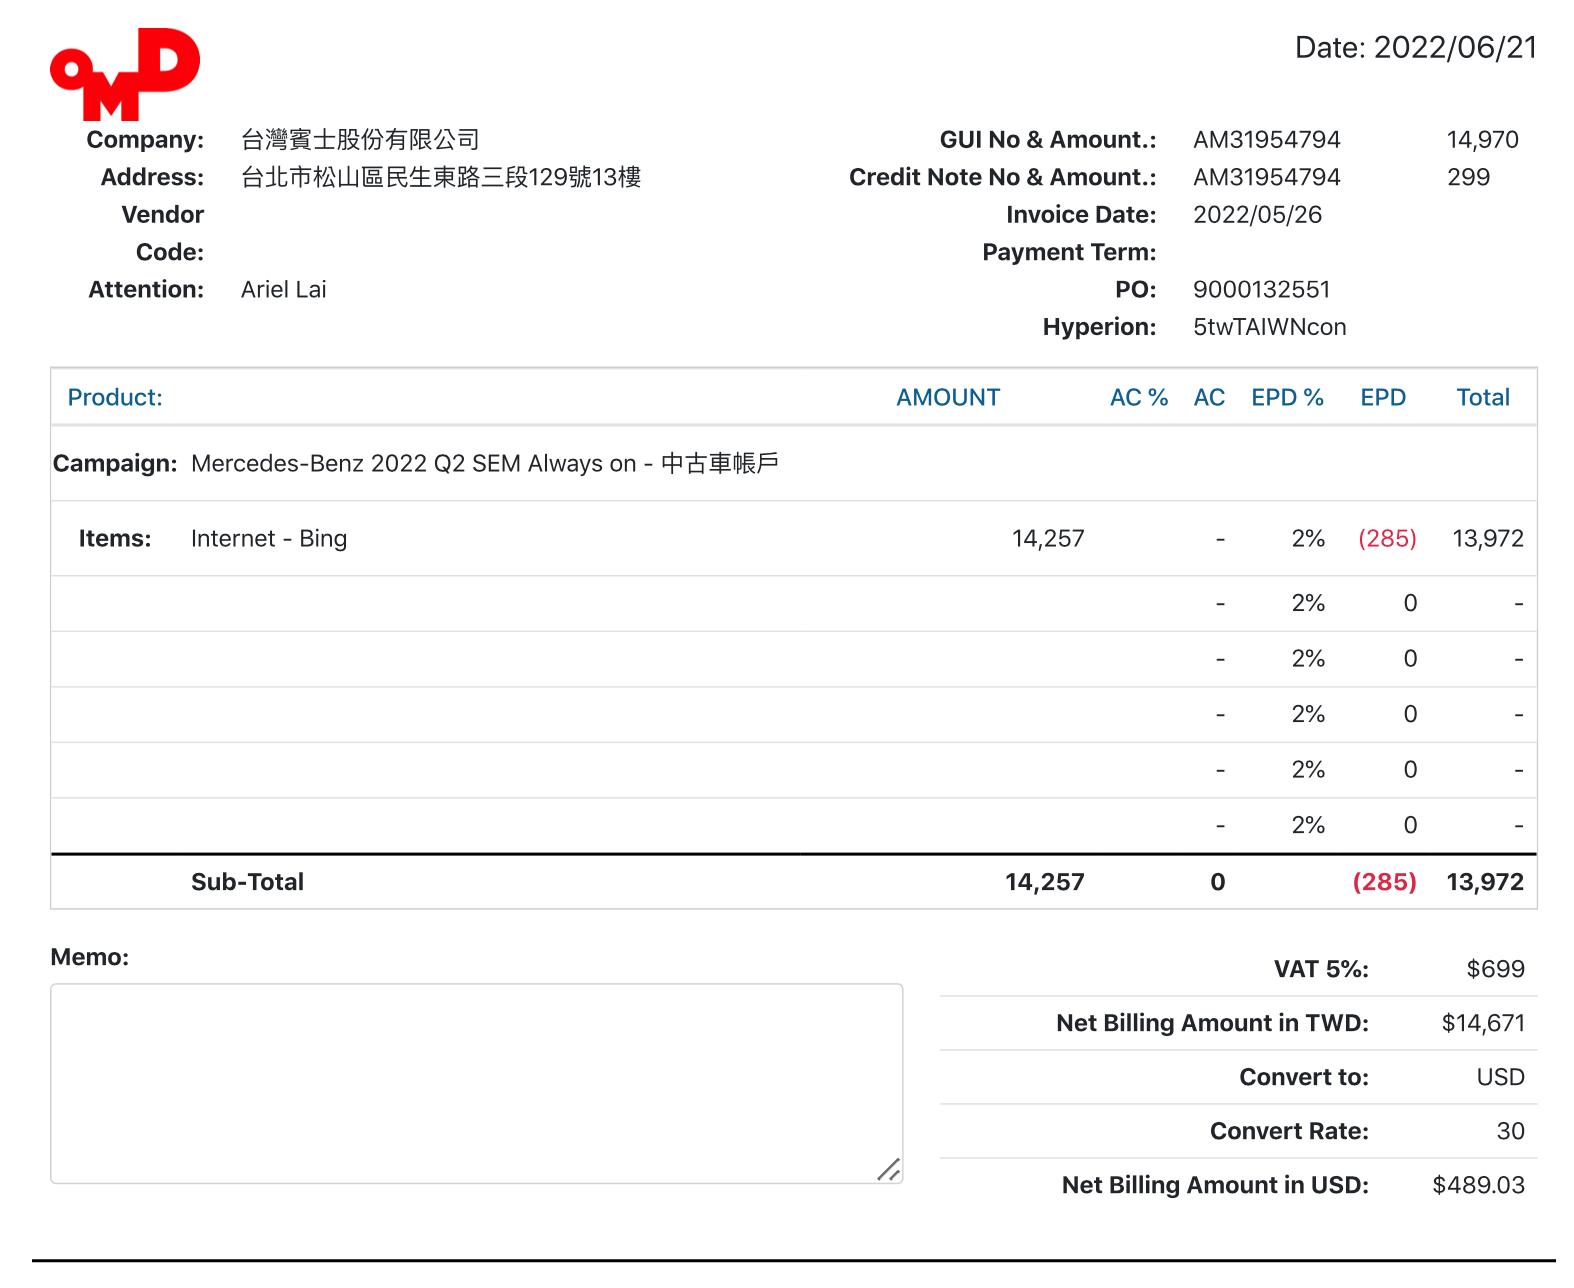 OMD
Date: 2022/06/21
Company: 台灣賓士股份有限公司
Address: 台北市松山區民生東路三段129號13樓
Vendor
Code:
Attention: Ariel Lai
GUI No & Amount.: AM31954794 14,970
Credit Note No & Amount.: AM31954794 299
Invoice Date: 2022/05/26
Payment Term:
PO: 9000132551
Hyperion: 5twTAIWNcon
Product: AMOUNT AC % AC EPD % EPD Total
Campaign: Mercedes-Benz 2022 Q2 SEM Always on - 中古車帳戶
Items: Internet - Bing 14,257 - 2% (285) 13,972
- 2% 0 -
- 2% 0 -
- 2% 0 -
- 2% 0 -
- 2% 0 -
Sub-Total 14,257 0 (285) 13,972
Memo:
VAT 5%: $699
Net Billing Amount in TWD: $14,671
Convert to: USD
Convert Rate: 30
Net Billing Amount in USD: $489.03